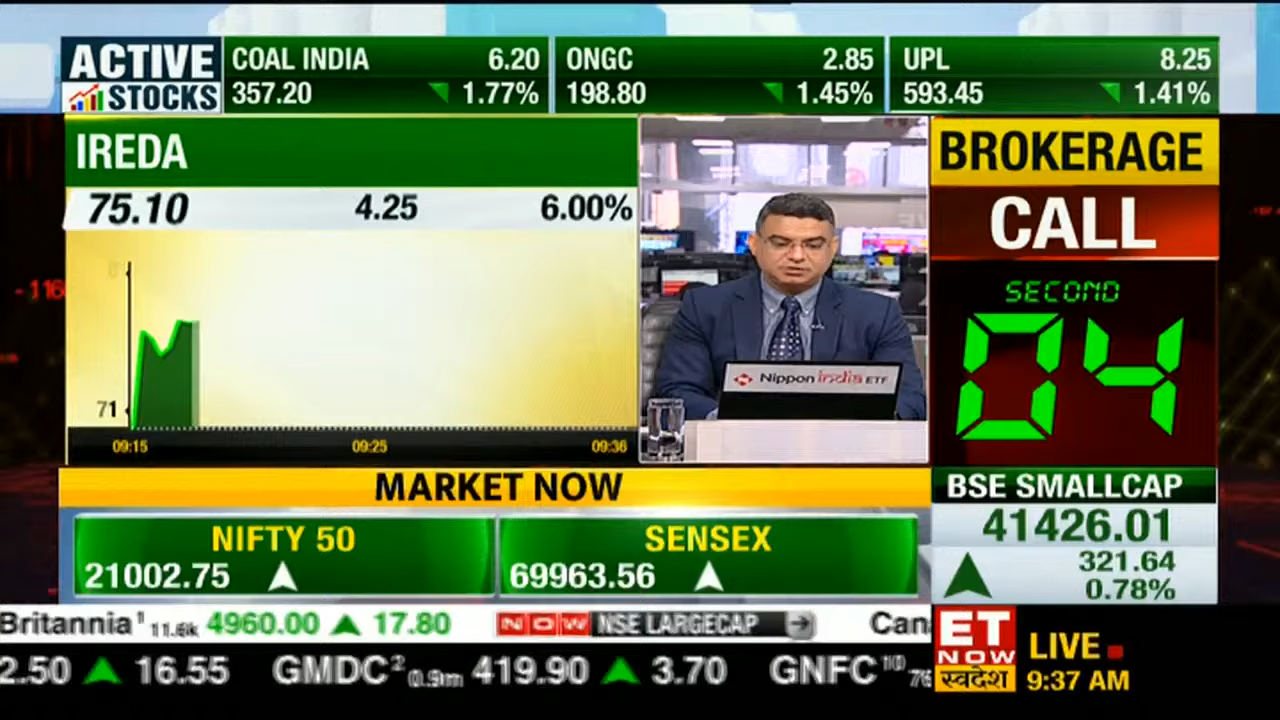 ACTIVE
STOCKS
COAL INDIA 6.20
357.20 1.77%
ONGC 2.85
198.80 1.45%
UPL 8.25
593.45 1.41%
IREDA
75.10 4.25 6.00%
71
09:15 09:25 09:36
Nippon india ETF
BROKERAGE
CALL
SECOND
04
MARKET NOW
NIFTY 50
21002.75
SENSEX
69963.56
BSE SMALLCAP
41426.01
321.64
0.78%
Britannia 1 11.6k 4960.00 17.80 NOW NSE LARGECAP Can
2.50 16.55 GMDC 2 0.9m 419.90 3.70 GNFC 10
ET
NOW
स्वदेश
LIVE
9:37 AM